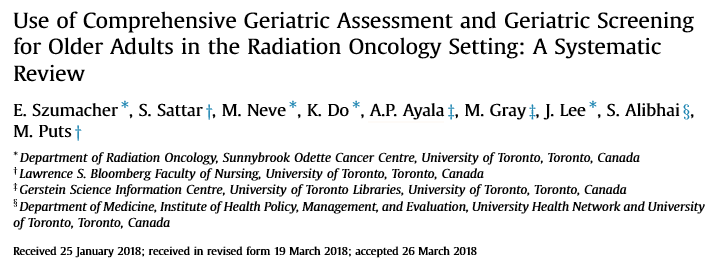 Use of Comprehensive Geriatric Assessment and Geriatric Screening
for Older Adults in the Radiation Oncology Setting: A Systematic
Review
E. Szumacher *, S. Sattar †, M. Neve *, K. Do *, A.P. Ayala ‡, M. Gray ‡, J. Lee *, S. Alibhai §,
M. Puts †
* Department of Radiation Oncology, Sunnybrook Odette Cancer Centre, University of Toronto, Toronto, Canada
† Lawrence S. Bloomberg Faculty of Nursing, University of Toronto, Toronto, Canada
‡ Gerstein Science Information Centre, University of Toronto Libraries, University of Toronto, Toronto, Canada
§ Department of Medicine, Institute of Health Policy, Management, and Evaluation, University Health Network and University
of Toronto, Toronto, Canada
Received 25 January 2018; received in revised form 19 March 2018; accepted 26 March 2018